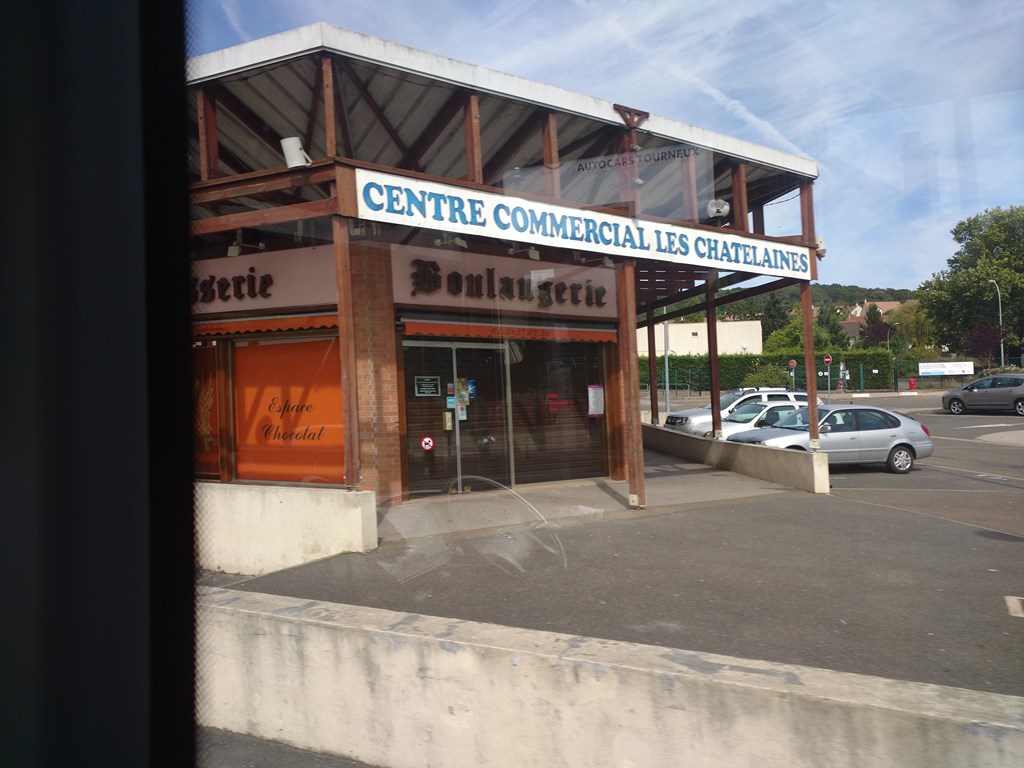 AUTOCARS TOURNEUX
CENTRE COMMERCIAL LES CHATELAINES
sserie
Boulangerie
Espace
Chocolat